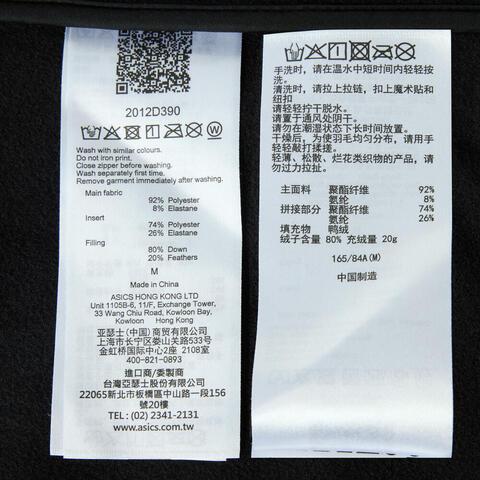 2012D390
Wash with similar colours.
Do not iron print.
Close zipper before washing.
Wash separately first time.
Remove garment immediately after washing.
Main fabric
92% Polyester
8% Elastane
Insert
74% Polyester
26% Elastane
Filling
80% Down
20% Feathers
M
Made in China
ASICS HONG KONG LTD
Unit 1105B-6, 11/F, Exchange Tower,
33 Wang Chiu Road, Kowloon Bay,
Kowloon Hong Kong
亚瑟士(中国)商贸有限公司
上海市长宁区娄山关路533号
金虹桥国际中心2座 2108室
400-821-0893
進口商/委製商
台灣亞瑟士股份有限公司
22065新北市板橋區中山路一段156
號20樓
TEL: (02) 2341-2131
www.asics.com.tw
手洗时, 请在温水中短时间内轻轻按
洗。
清洗时, 请拉上拉链, 扣上魔术贴和
纽扣
请轻轻拧干脱水。
请置于通风处阴干。
请勿在潮湿状态下长时间放置。
干燥后, 为使羽毛均匀分布, 请用手
轻轻敲打揉搓。
轻薄、松散、烂花类织物的产品, 请
勿过力拉扯。
主面料 聚酯纤维 92%
氨纶 8%
拼接部分 聚酯纤维 74%
氨纶 26%
填充物 鸭绒
绒子含量 80% 充绒量 20g
165/84A(M)
中国制造